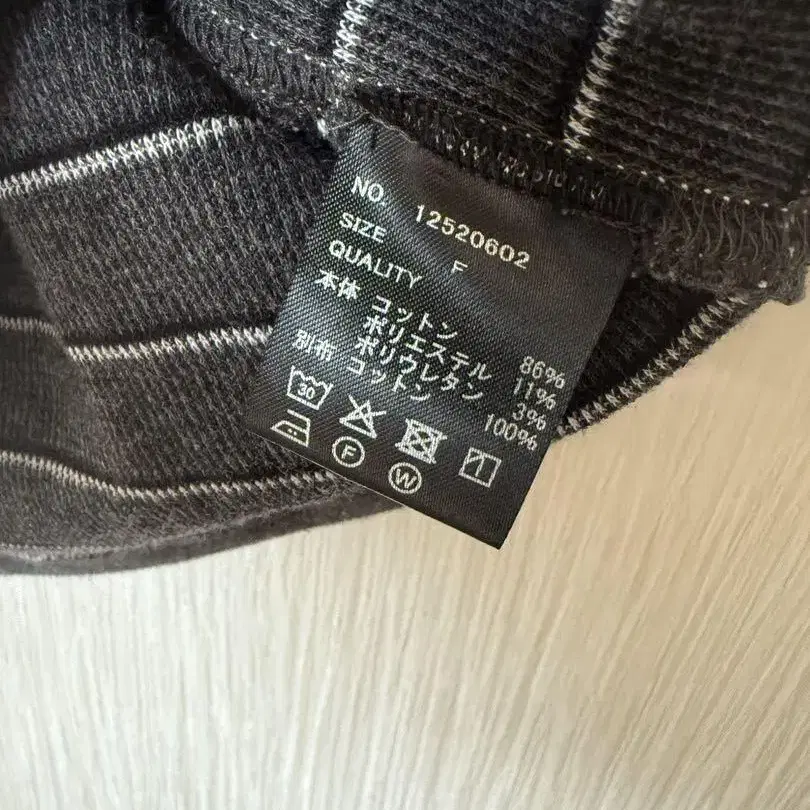 NO. 12520602
SIZE F
QUALITY
本体 コットン 86%
ポリエステル 11%
ポリウレタン 3%
別布 コットン 100%
30
F W